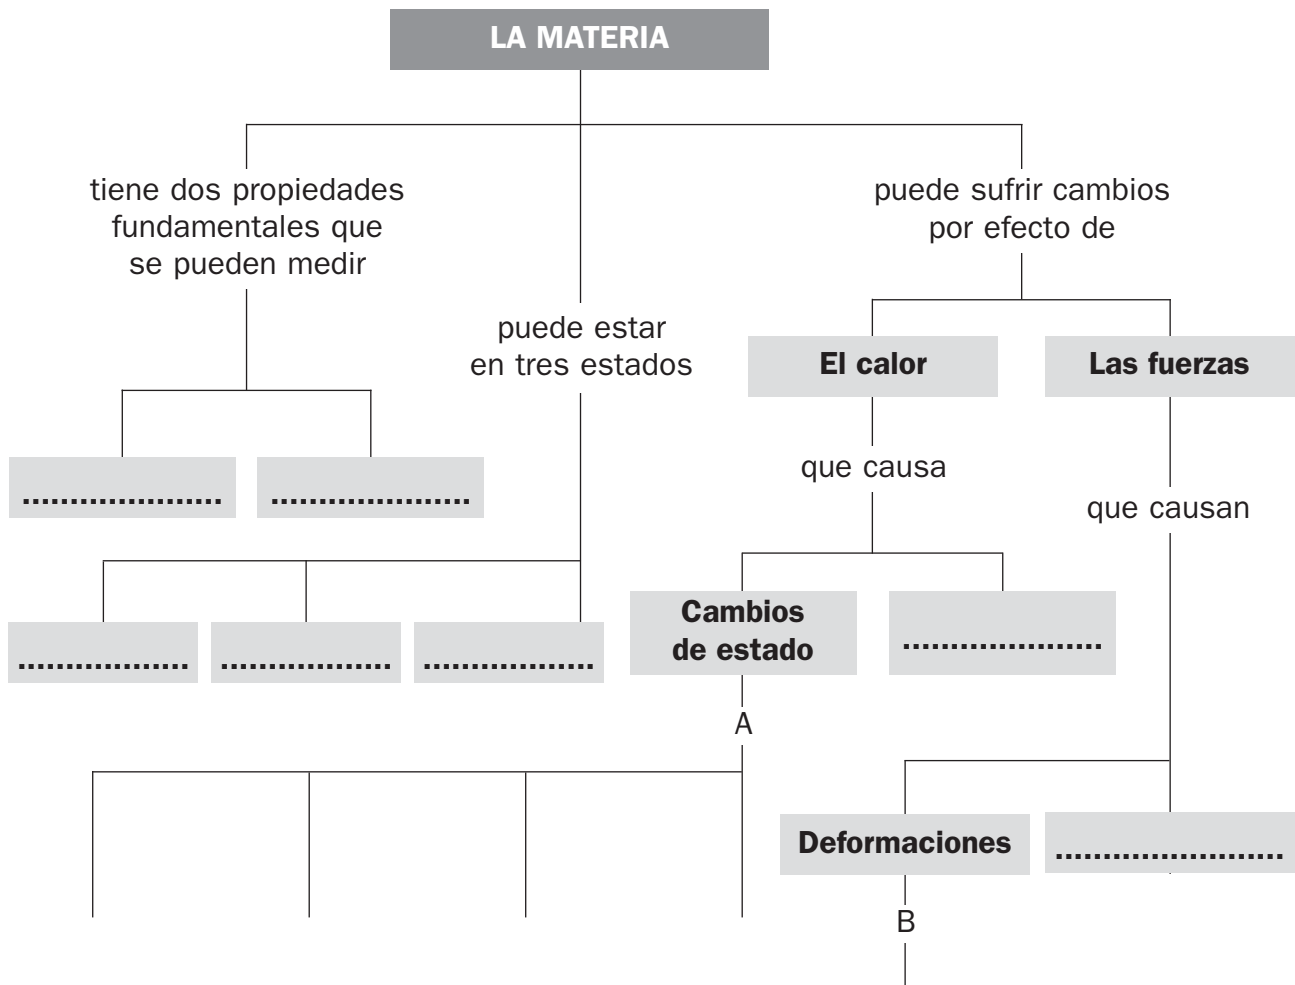 LA MATERIA
tiene dos propiedades
fundamentales que
se pueden medir
puede sufrir cambios
por efecto de
puede estar
en tres estados
El calor
Las fuerzas
que causa
que causan
.....................
.....................
Cambios
de estado
.....................
..................
..................
..................
A
Deformaciones
........................
B